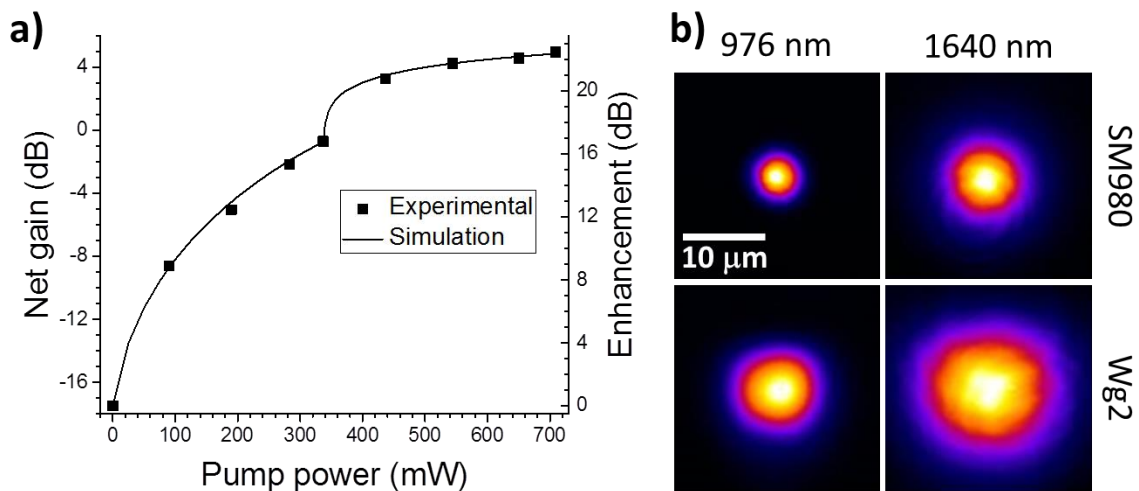 a)
Net gain (dB)
4
0
-4
-8
-12
-16
Experimental
Simulation
Enhancement (dB)
20
16
12
8
4
0
0 100 200 300 400 500 600 700
Pump power (mW)
b)
976 nm 1640 nm
SM980
10 μm
Wg2